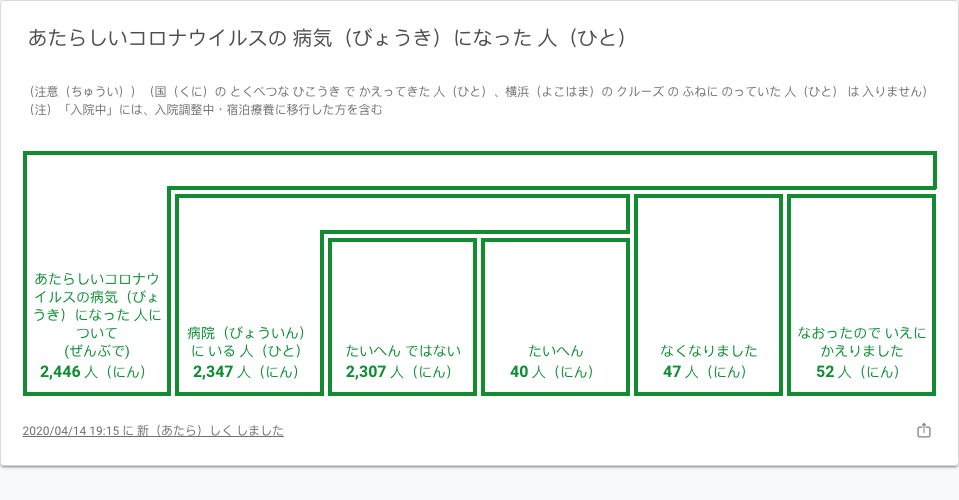 あたらしいコロナウイルスの 病気（びょうき）になった 人（ひと）
（注意（ちゅうい））（国（くに）の とくべつな ひこうき で かえってきた 人（ひと）、横浜（よこはま）の クルーズ の ふねに のっていた 人（ひと） は 入りません）
（注）「入院中」には、入院調整中・宿泊療養に移行した方を含む
あたらしいコロナウ
イルスの病気（びょ
うき）になった 人に
ついて
(ぜんぶで)
2,446 人（にん）
病院（びょういん）
に いる 人（ひと）
2,347 人（にん）
たいへん ではない
2,307 人（にん）
たいへん
40 人（にん）
なくなりました
47 人（にん）
なおったので いえに
かえりました
52 人（にん）
2020/04/14 19:15 に 新（あたら）しく しました